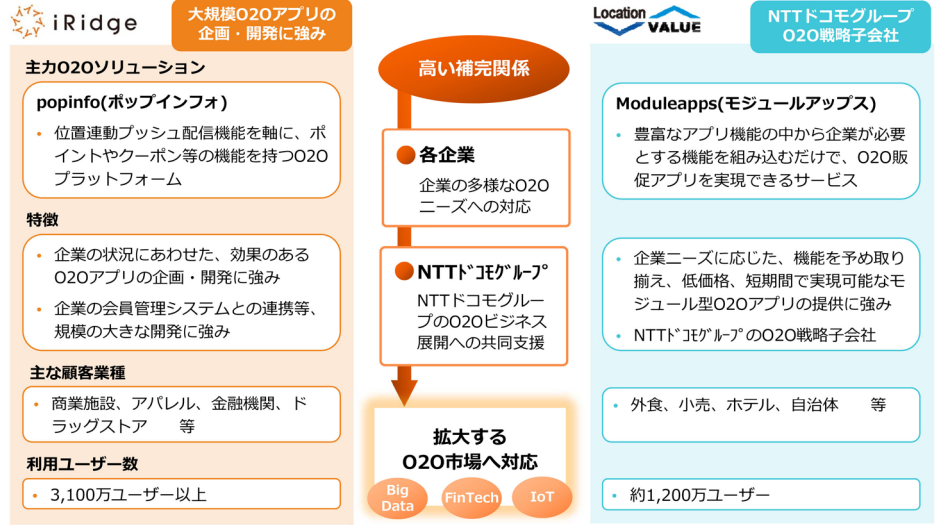 iRidge
大規模O2Oアプリの
企画・開発に強み
主力O2Oソリューション
popinfo(ポップインフォ)
• 位置連動プッシュ配信機能を軸に、ポ
イントやクーポン等の機能を持つO2O
プラットフォーム
特徴
• 企業の状況にあわせた、効果のある
O2Oアプリの企画・開発に強み
• 企業の会員管理システムとの連携等、
規模の大きな開発に強み
主な顧客業種
• 商業施設、アパレル、金融機関、ド
ラッグストア　　等
利用ユーザー数
• 3,100万ユーザー以上
高い補完関係
各企業
企業の多様なO2O
ニーズへの対応
NTTﾄﾞｺﾓｸﾞﾙｰﾌﾟ
NTTドコモグルー
プのO2Oビジネス
展開への共同支援
拡大する
O2O市場へ対応
Big
Data
FinTech
IoT
Location
VALUE
NTTドコモグループ
O2O戦略子会社
Moduleapps(モジュールアップス)
• 豊富なアプリ機能の中から企業が必要
とする機能を組み込むだけで、O2O販
促アプリを実現できるサービス
• 企業ニーズに応じた、機能を予め取り
揃え、低価格、短期間で実現可能なモ
ジュール型O2Oアプリの提供に強み
• NTTﾄﾞｺﾓｸﾞﾙｰﾌﾟのO2O戦略子会社
• 外食、小売、ホテル、自治体　　等
• 約1,200万ユーザー